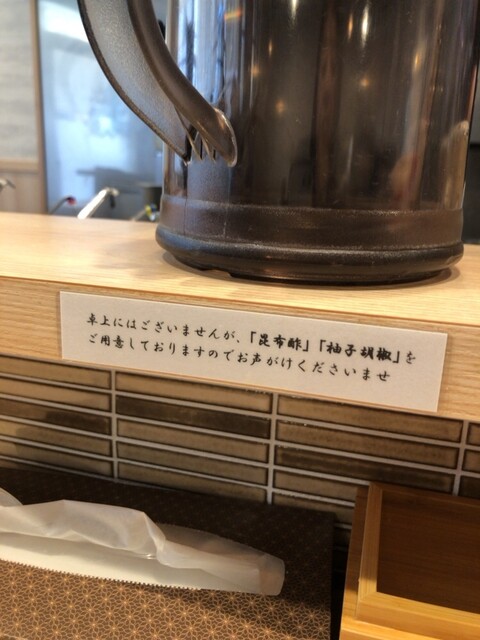 卓上にはございませんが、「昆布酢」「柚子胡椒」を
ご用意しておりますのでお声がけくださいませ